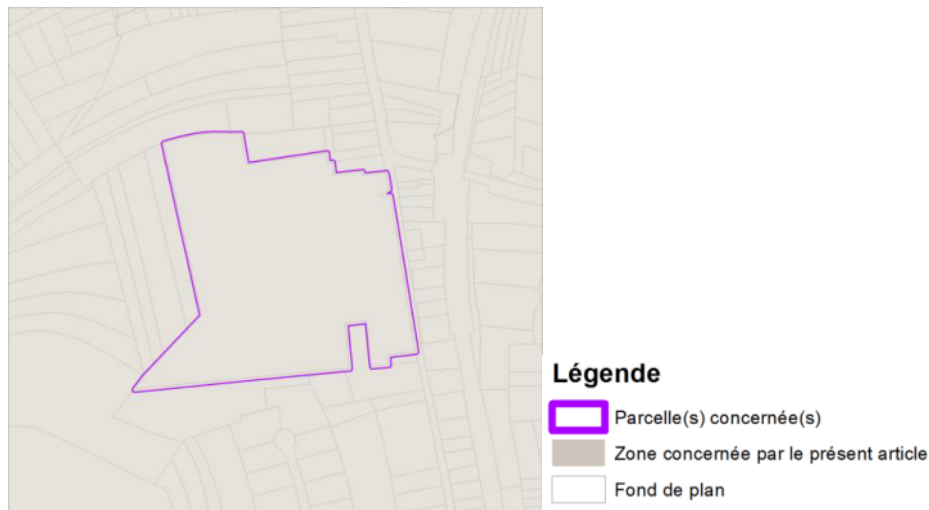 Légende
Parcelle(s) concernée(s)
Zone concernée par le présent article
Fond de plan